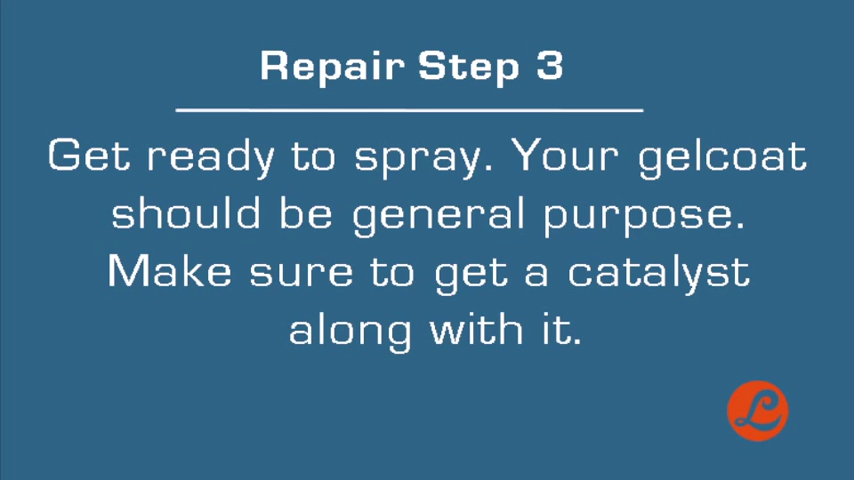 Repair Step 3
Get ready to spray. Your gelcoat
should be general purpose.
Make sure to get a catalyst
along with it.
L